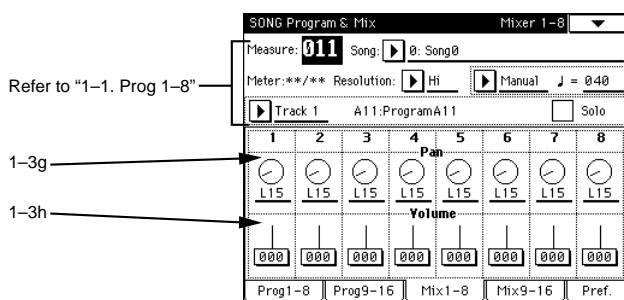 SONG Program & Mix Mixer 1-8
Measure: 011 Song: 0: Song0
Refer to “1–1. Prog 1–8”
Meter:**/** Resolution: Hi Manual ♩ = 040
Track 1 A11:ProgramA11 Solo
1 2 3 4 5 6 7 8
Pan
1–3g
L15 L15 L15 L15 L15 L15 L15 L15
Volume
1–3h
000 000 000 000 000 000 000 000
Prog1-8 Prog9-16 Mix1-8 Mix9-16 Pref.